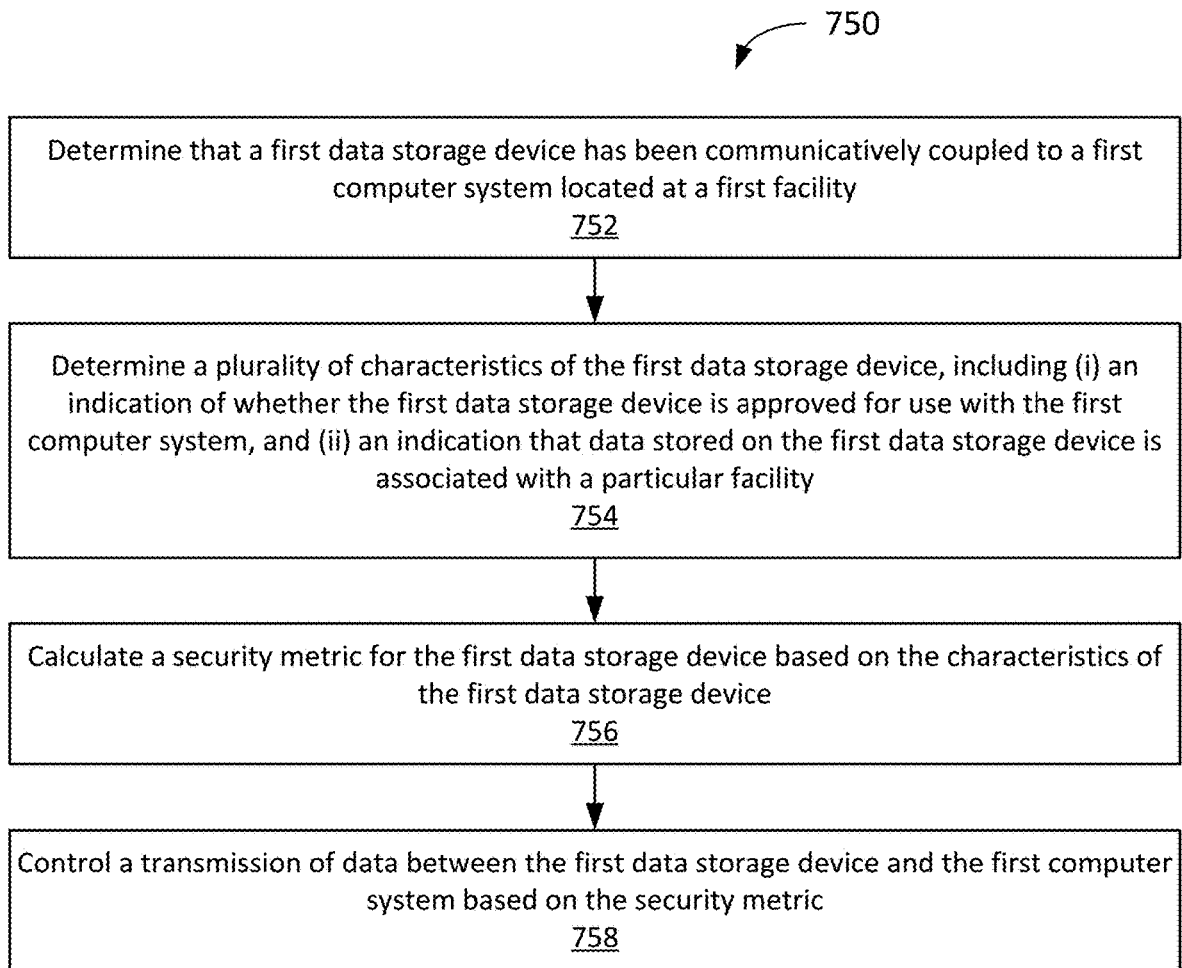 750
Determine that a first data storage device has been communicatively coupled to a first
computer system located at a first facility
752
Determine a plurality of characteristics of the first data storage device, including (i) an
indication of whether the first data storage device is approved for use with the first
computer system, and (ii) an indication that data stored on the first data storage device is
associated with a particular facility
754
Calculate a security metric for the first data storage device based on the characteristics of
the first data storage device
756
Control a transmission of data between the first data storage device and the first computer
system based on the security metric
758